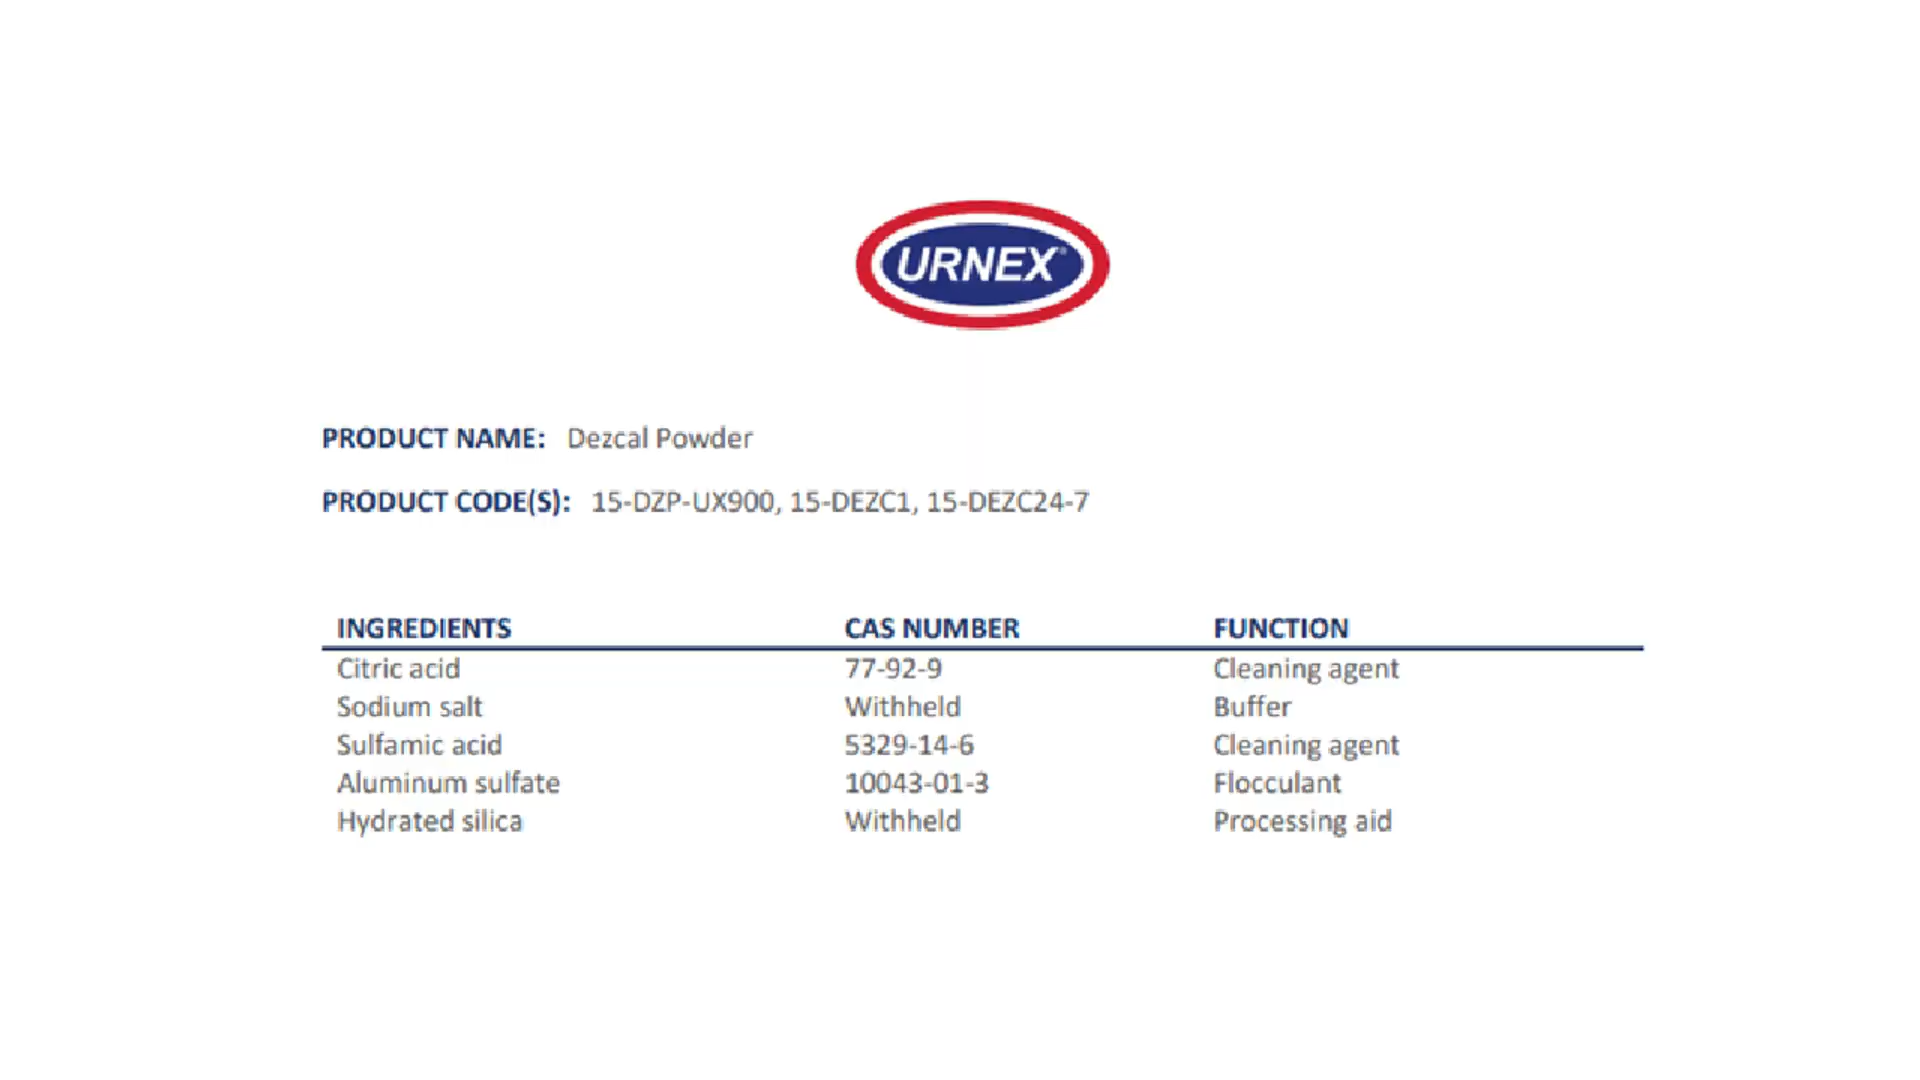 URNEX®
PRODUCT NAME: Dezcal Powder
PRODUCT CODE(S): 15-DZP-UX900, 15-DEZC1, 15-DEZC24-7
INGREDIENTS CAS NUMBER FUNCTION
Citric acid 77-92-9 Cleaning agent
Sodium salt Withheld Buffer
Sulfamic acid 5329-14-6 Cleaning agent
Aluminum sulfate 10043-01-3 Flocculant
Hydrated silica Withheld Processing aid